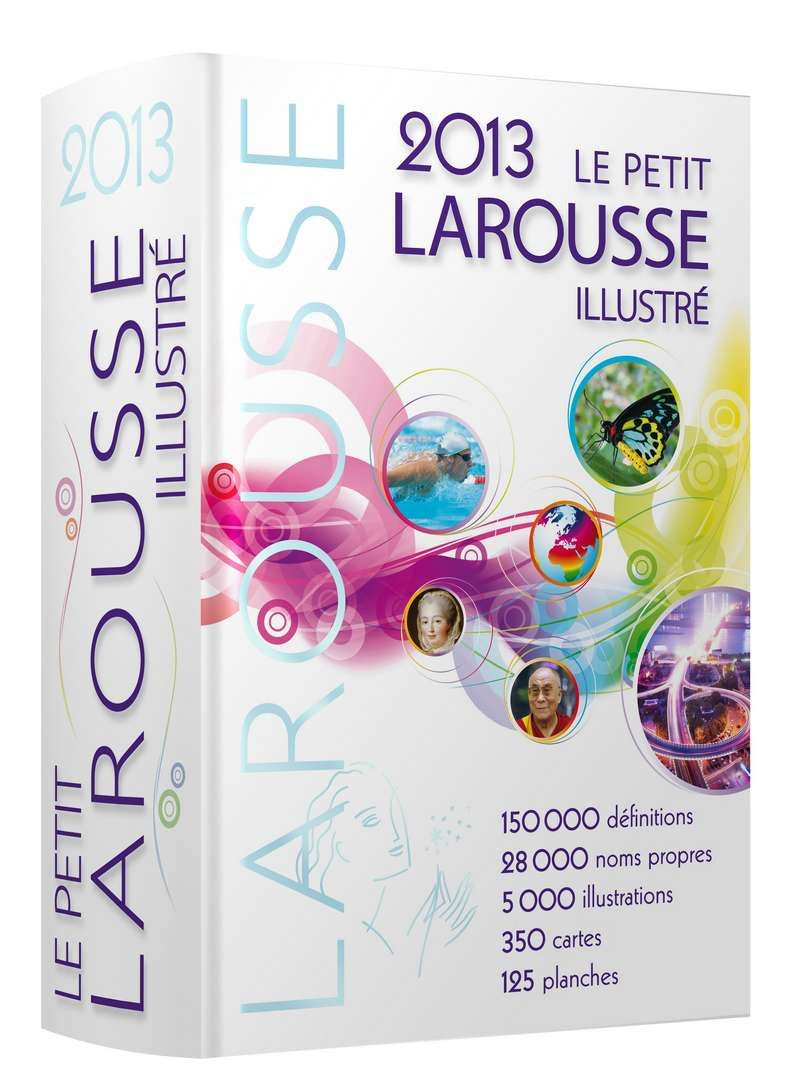 2013
LE PETIT
LAROUSSE
ILLUSTRÉ
LAROUSSE
2013 LE PETIT
LAROUSSE
ILLUSTRÉ
150 000 définitions
28 000 noms propres
5 000 illustrations
350 cartes
125 planches